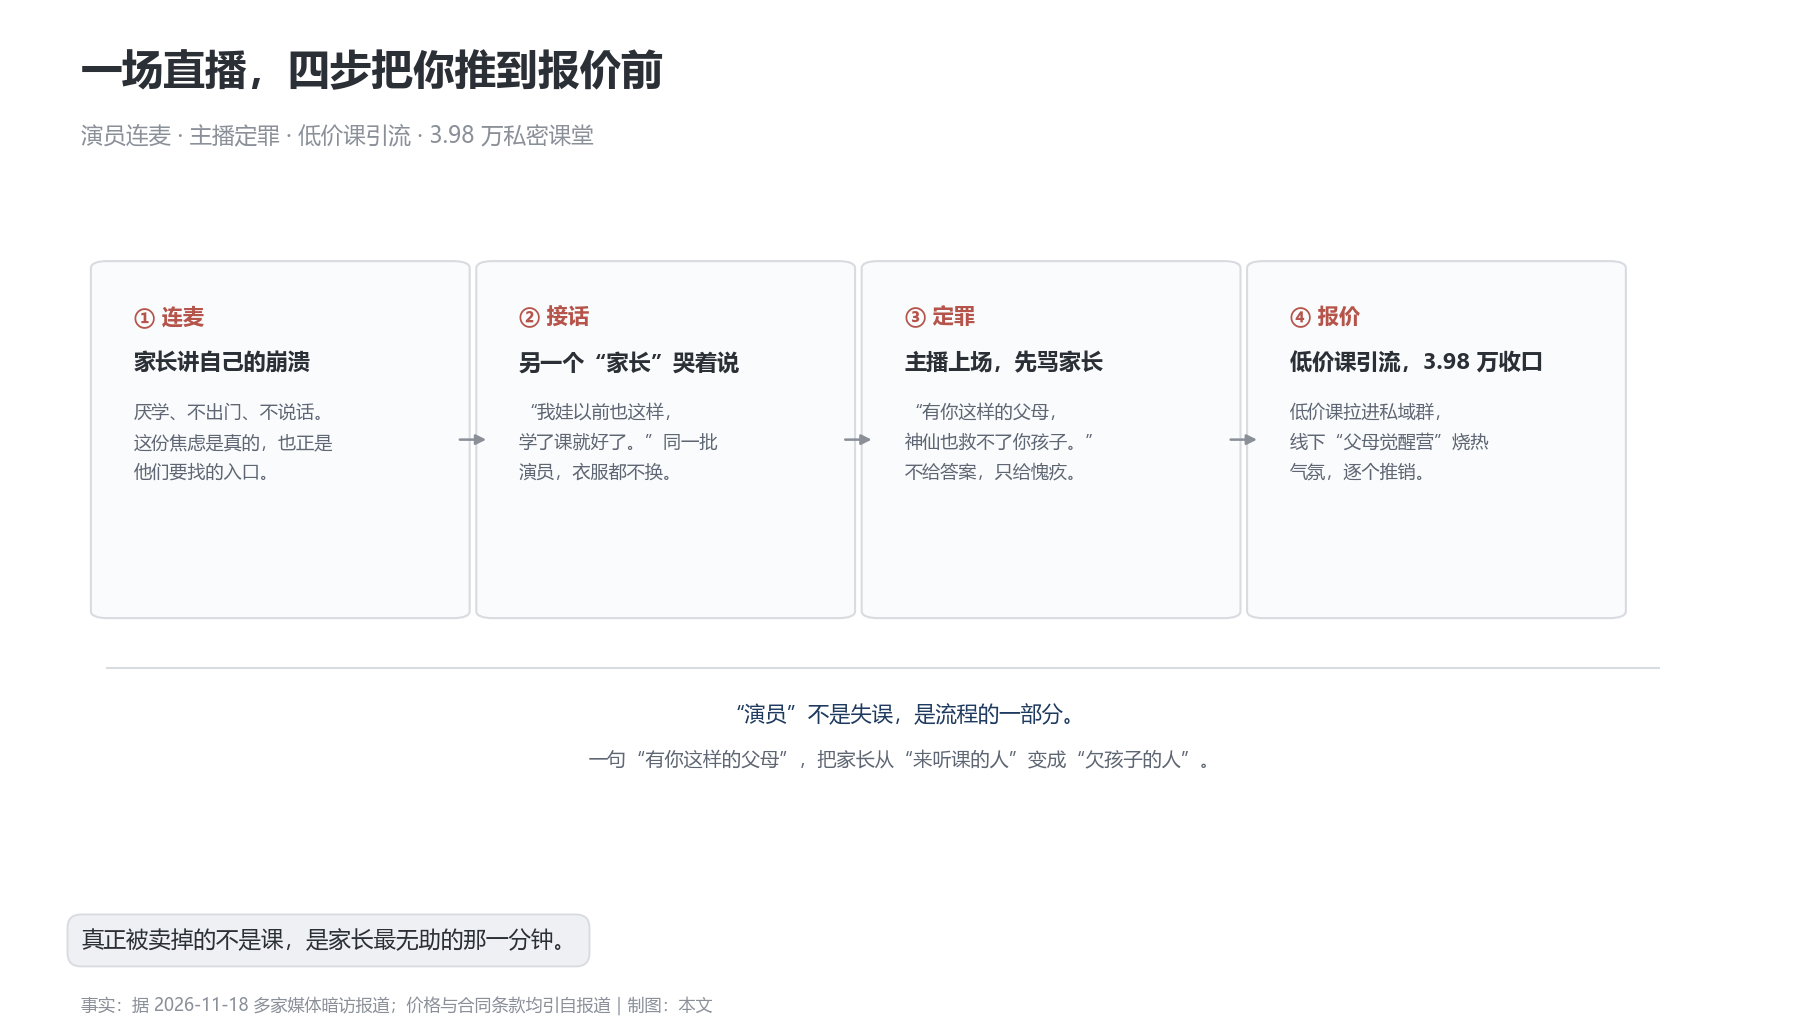 一场直播，四步把你推到报价前
演员连麦 · 主播定罪 · 低价课引流 · 3.98 万私密课堂
① 连麦
家长讲自己的崩溃
厌学、不出门、不说话。
这份焦虑是真的，也正是
他们要找的入口。
② 接话
另一个“家长”哭着说
“我娃以前也这样，
学了课就好了。”同一批
演员，衣服都不换。
③ 定罪
主播上场，先骂家长
“有你这样的父母，
神仙也救不了你孩子。”
不给答案，只给愧疚。
④ 报价
低价课引流，3.98 万收口
低价课拉进私域群，
线下“父母觉醒营”烧热
气氛，逐个推销。
“演员”不是失误，是流程的一部分。
一句“有你这样的父母”，把家长从“来听课的人”变成“欠孩子的人”。
真正被卖掉的不是课，是家长最无助的那一分钟。
事实：据 2026-11-18 多家媒体暗访报道；价格与合同条款均引自报道 | 制图：本文